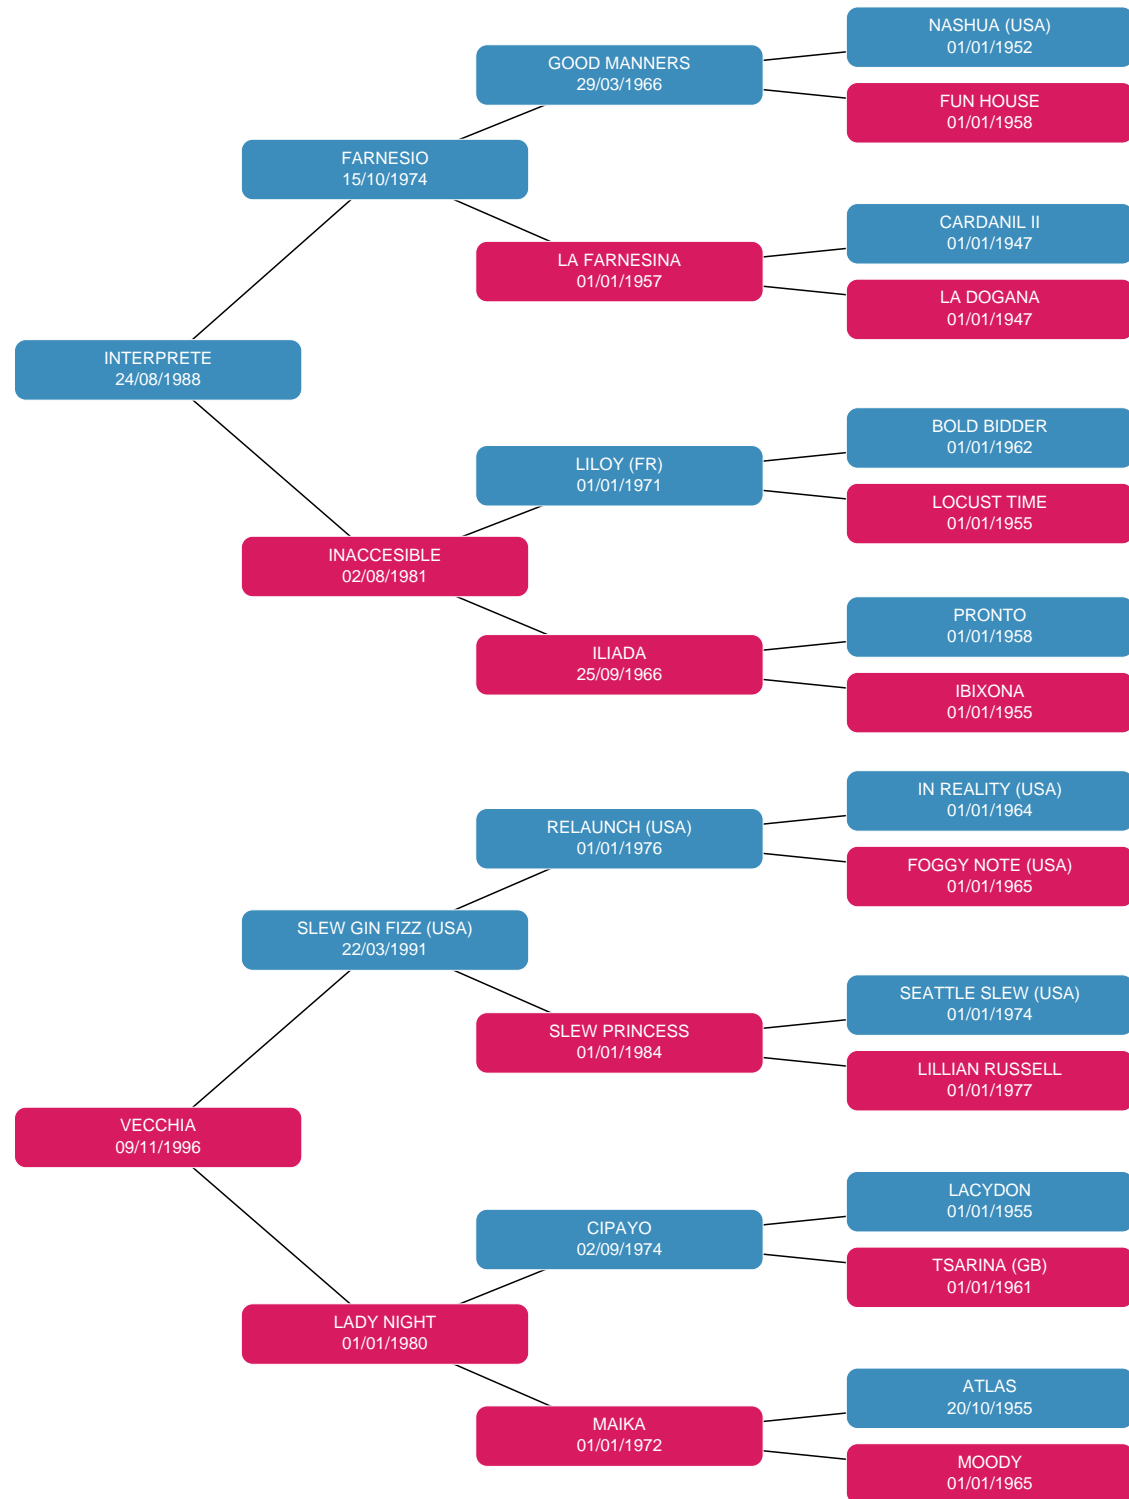 NASHUA (USA)
01/01/1952
GOOD MANNERS
29/03/1966
FUN HOUSE
01/01/1958
FARNESIO
15/10/1974
CARDANIL II
01/01/1947
LA FARNESINA
01/01/1957
LA DOGANA
01/01/1947
INTERPRETE
24/08/1988
BOLD BIDDER
01/01/1962
LILOY (FR)
01/01/1971
LOCUST TIME
01/01/1955
INACCESIBLE
02/08/1981
PRONTO
01/01/1958
ILIADA
25/09/1966
IBIXONA
01/01/1955
IN REALITY (USA)
01/01/1964
RELAUNCH (USA)
01/01/1976
FOGGY NOTE (USA)
01/01/1965
SLEW GIN FIZZ (USA)
22/03/1991
SEATTLE SLEW (USA)
01/01/1974
SLEW PRINCESS
01/01/1984
LILLIAN RUSSELL
01/01/1977
VECCHIA
09/11/1996
LACYDON
01/01/1955
CIPAYO
02/09/1974
TSARINA (GB)
01/01/1961
LADY NIGHT
01/01/1980
ATLAS
20/10/1955
MAIKA
01/01/1972
MOODY
01/01/1965